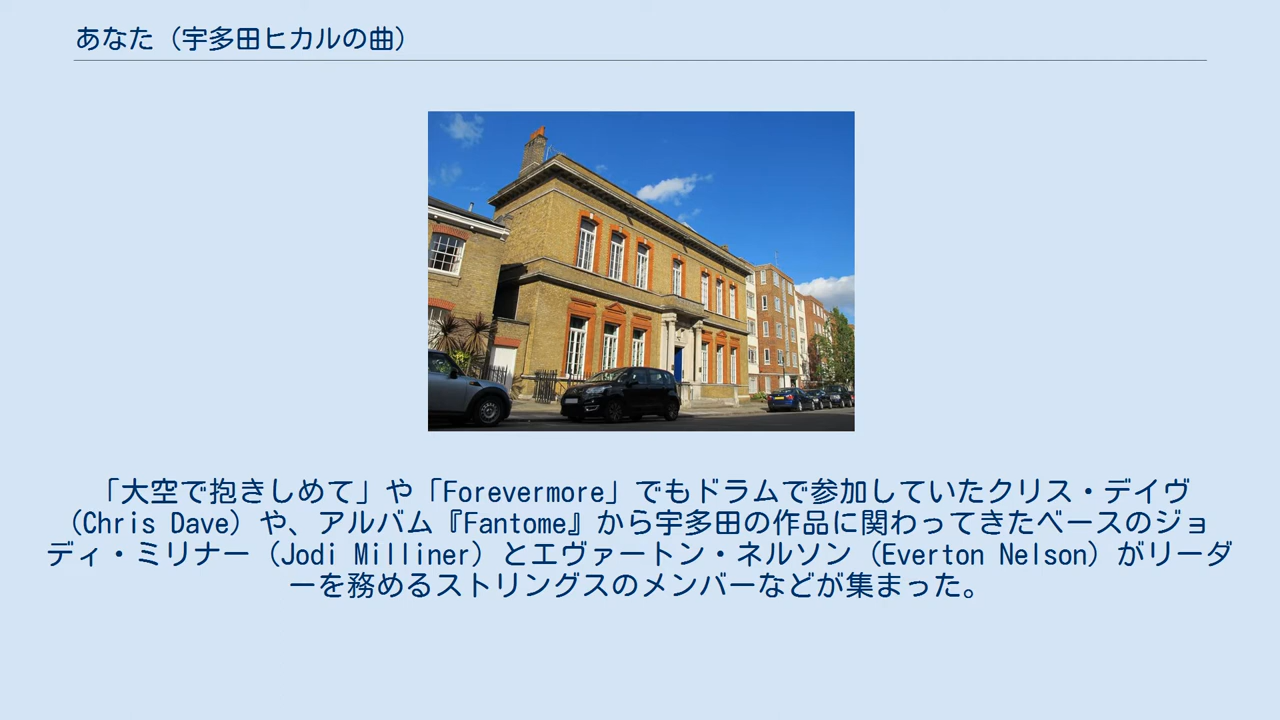 あなた（宇多田ヒカルの曲）
「大空で抱きしめて」や「Forevermore」でもドラムで参加していたクリス・デイヴ
（Chris Dave）や、アルバム『Fantome』から宇多田の作品に関わってきたベースのジョ
ディ・ミリナー（Jodi Milliner）とエヴァートン・ネルソン（Everton Nelson）がリーダ
ーを務めるストリングスのメンバーなどが集まった。